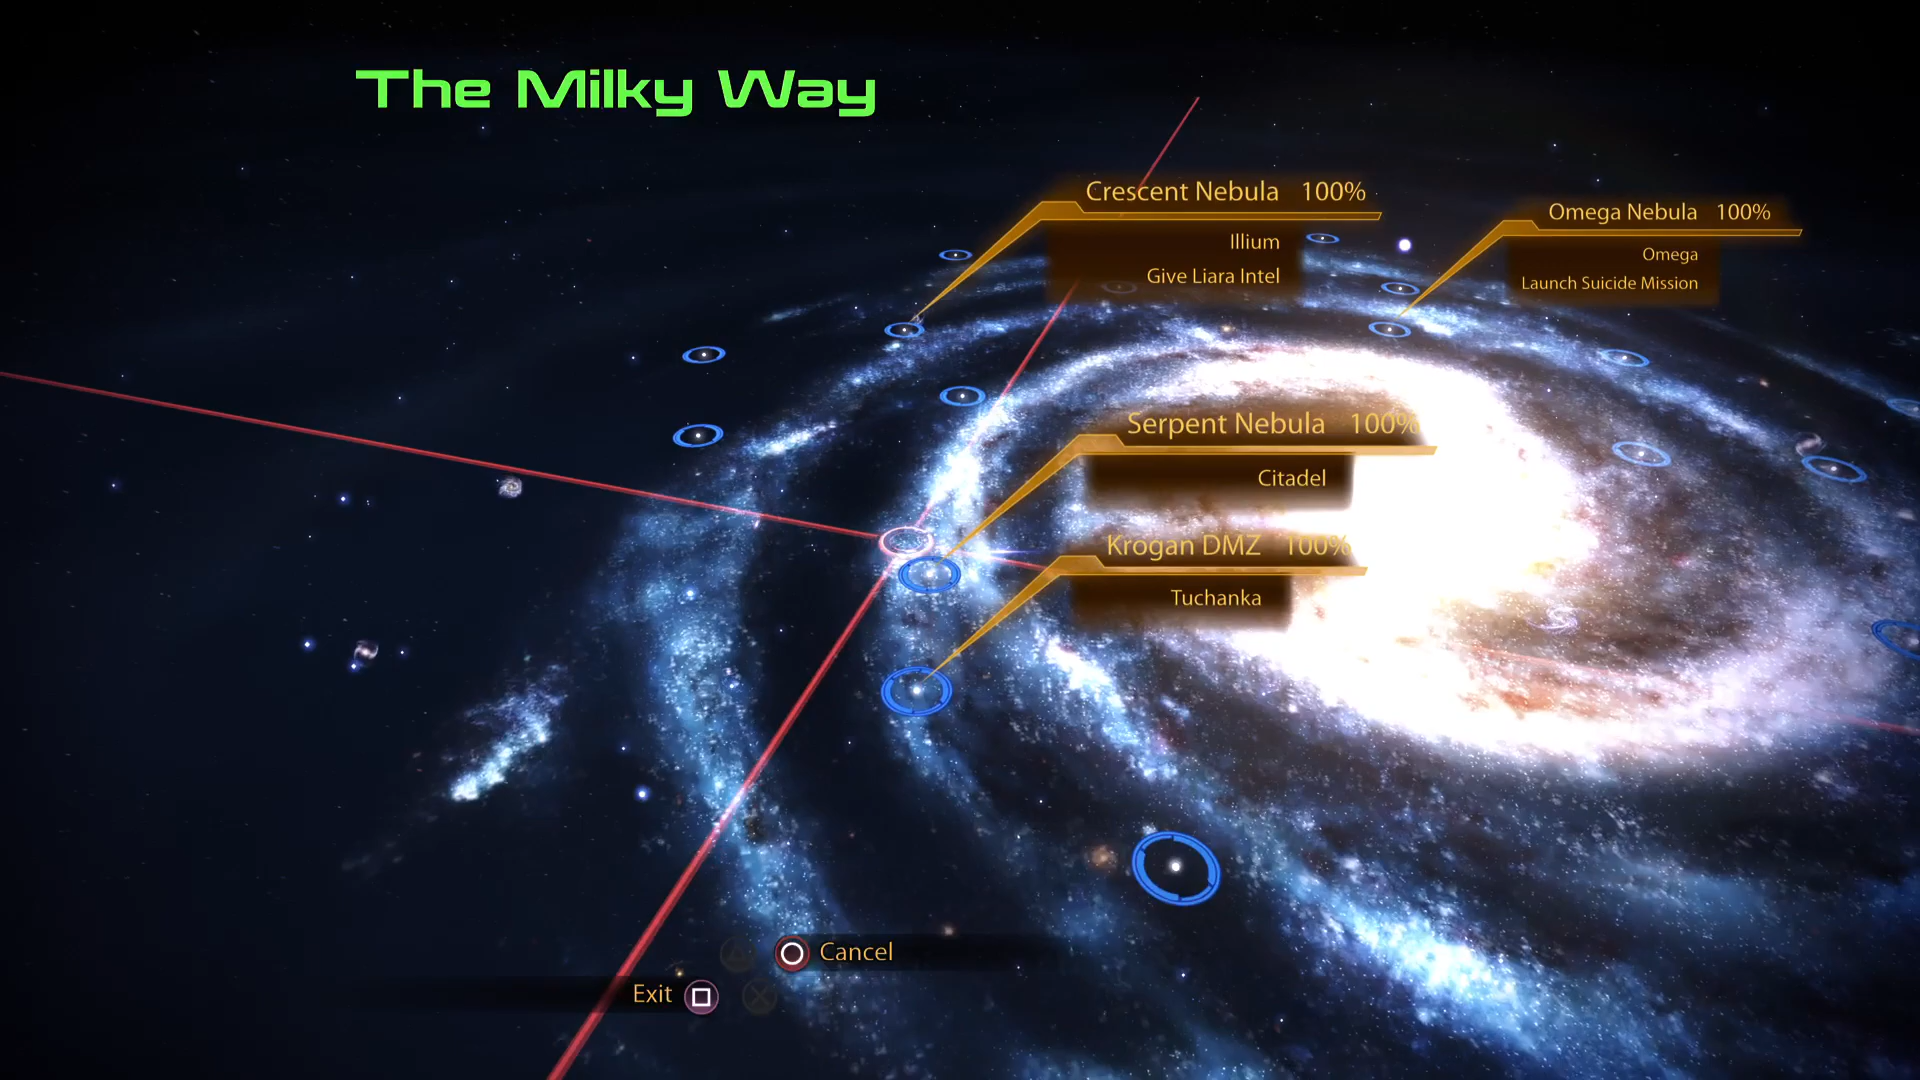 The Milky Way
Crescent Nebula 100%
Illium
Give Liara Intel
Omega Nebula 100%
Omega
Launch Suicide Mission
Serpent Nebula 100%
Citadel
Krogan DMZ 100%
Tuchanka
Cancel
Exit